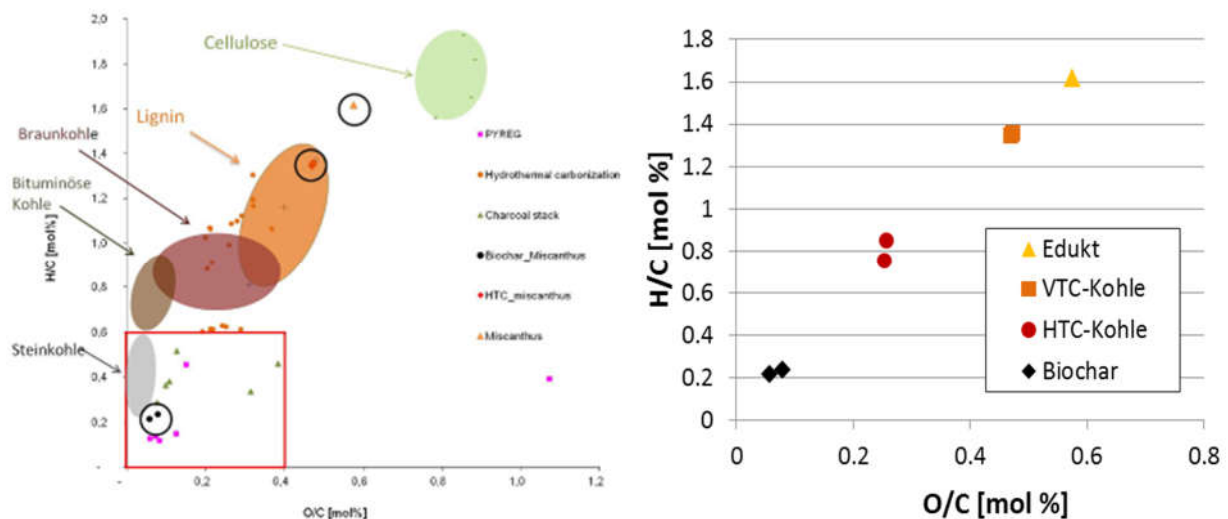 2,0
1,8
1,6
1,4
1,2
1,0
0,8
0,6
0,4
0,2
-
H/C [mol%]
-
0,2
0,4
0,6
0,8
1,0
1,2
O/C [mol%]
Cellulose
Lignin
Braunkohle
Bituminöse
Kohle
Steinkohle
PYREG
Hydrothermal carbonization
Charcoal stack
Biochar_Miscanthus
HTC_miscanthus
Miscanthus
1.8
1.6
1.4
1.2
1
0.8
0.6
0.4
0.2
0
H/C [mol %]
0
0.2
0.4
0.6
0.8
O/C [mol %]
Edukt
VTC-Kohle
HTC-Kohle
Biochar